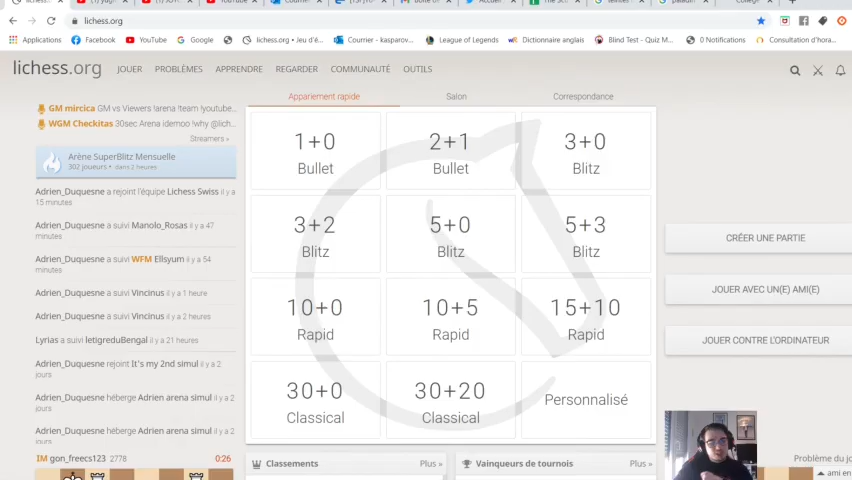 lichess.org
Applications
Facebook
YouTube
Google
lichess.org • Jeu d'é...
Courrier - kasparov...
League of Legends
Dictionnaire anglais
Blind Test - Quiz M...
0 Notifications
Consultation d'hora...
lichess.org
JOUER
PROBLÈMES
APPRENDRE
REGARDER
COMMUNAUTÉ
OUTILS
GM mircica GM vs Viewers !arena !team !youtube...
WGM Checkitas 30sec Arena idemoo !why @lich...
Streamers »
Arène SuperBlitz Mensuelle
302 joueurs • dans 2 heures
Adrien_Duquesne a rejoint l'équipe Lichess Swiss il y a
15 minutes
Adrien_Duquesne a suivi Manolo_Rosas il y a 47
minutes
Adrien_Duquesne a suivi WFM Ellsyum il y a 54
minutes
Adrien_Duquesne a suivi Vincinus il y a 1 heure
Adrien_Duquesne a suivi Vincinus il y a 2 heures
Lyrias a suivi letigreduBengal il y a 21 heures
Adrien_Duquesne rejoint It's my 2nd simul il y a 2
jours
Adrien_Duquesne héberge Adrien arena simul il y a 2
jours
Adrien_Duquesne héberge Adrien arena simul il y a 2
jours
IM gon_freecs123 2778
0:26
Appariement rapide
Salon
Correspondance
1+0
Bullet
2+1
Bullet
3+0
Blitz
3+2
Blitz
5+0
Blitz
5+3
Blitz
10+0
Rapid
10+5
Rapid
15+10
Rapid
30+0
Classical
30+20
Classical
Personnalisé
CRÉER UNE PARTIE
JOUER AVEC UN(E) AMI(E)
JOUER CONTRE L'ORDINATEUR
Classements
Plus »
Vainqueurs de tournois
Plus »
Problème du jo
ami en